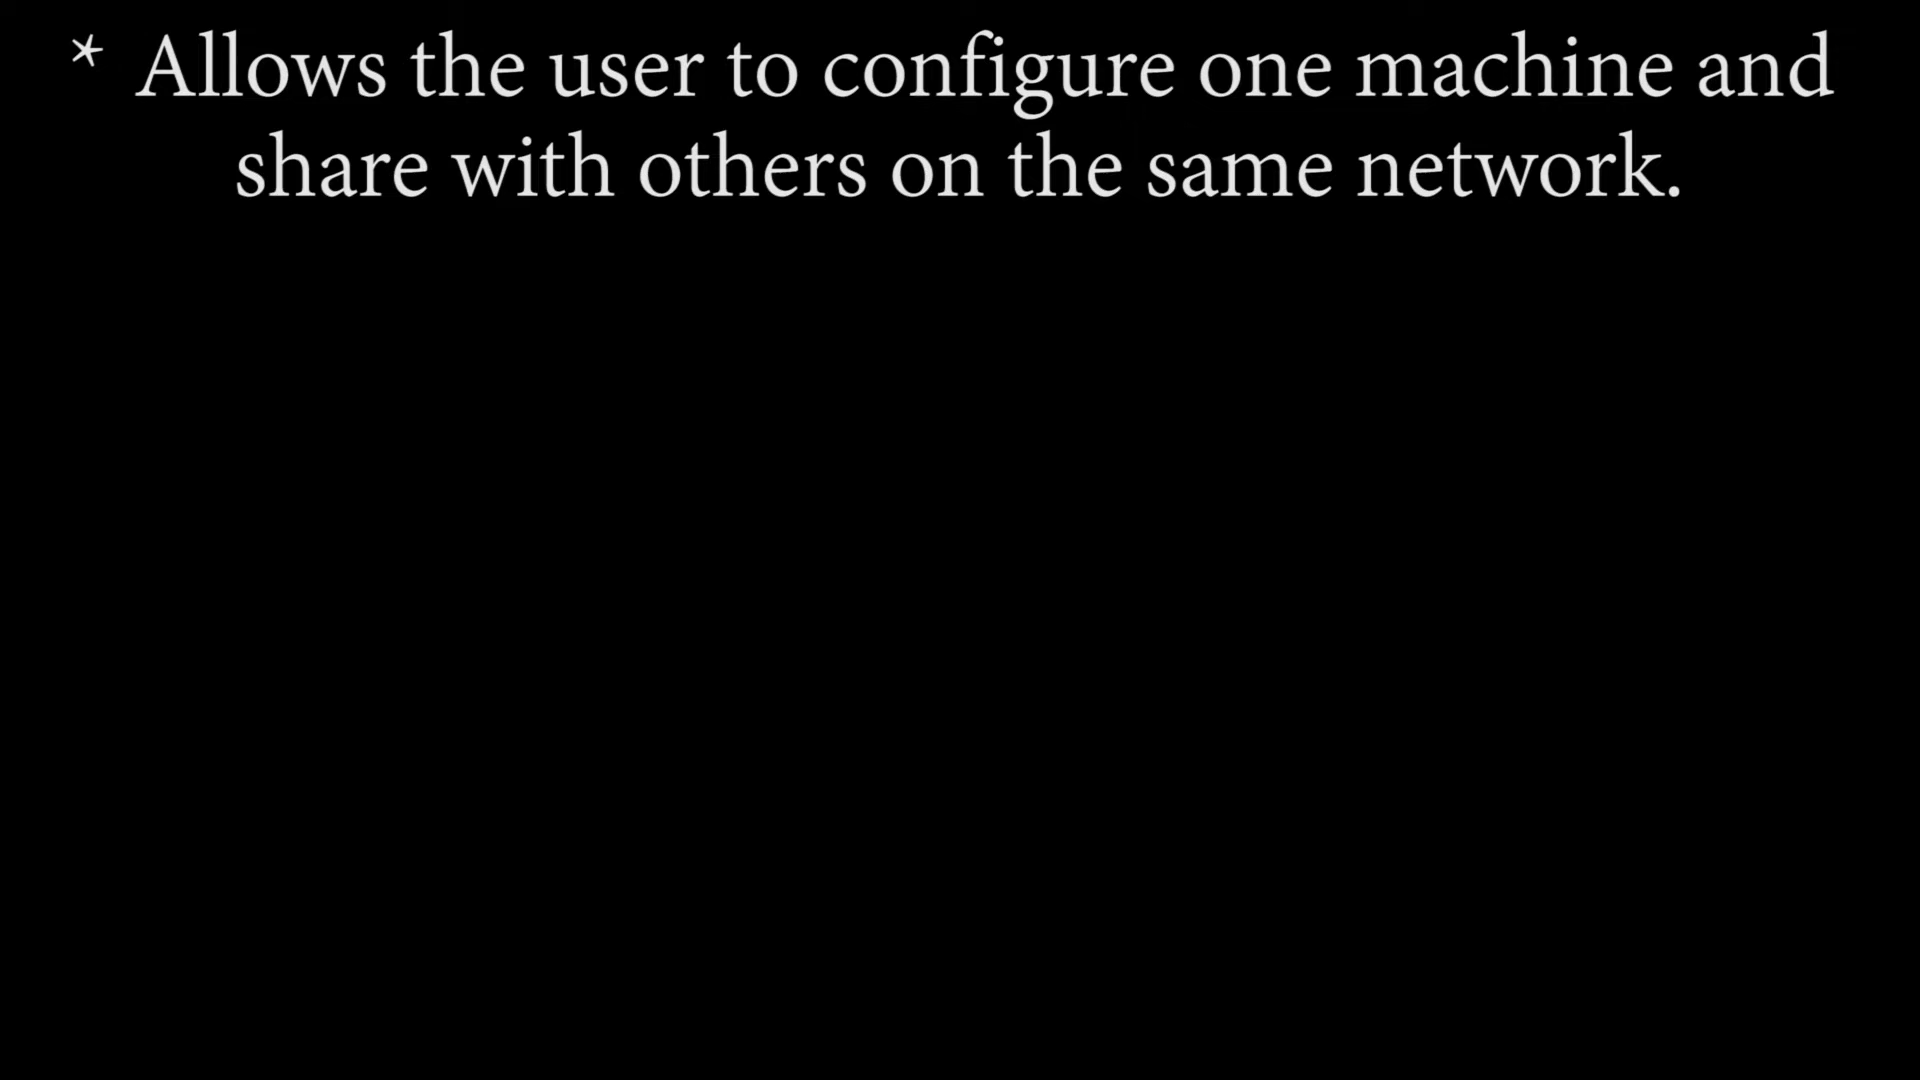 * Allows the user to configure one machine and
share with others on the same network.